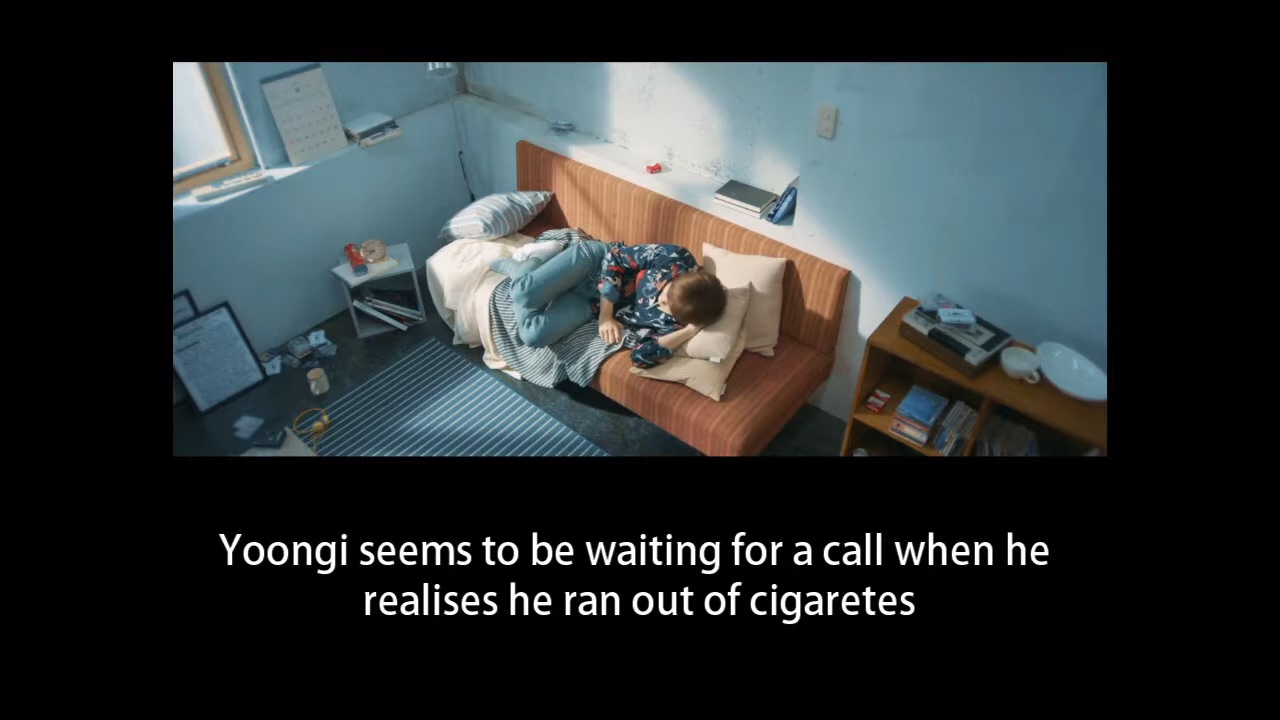 Yoongi seems to be waiting for a call when he
realises he ran out of cigaretes